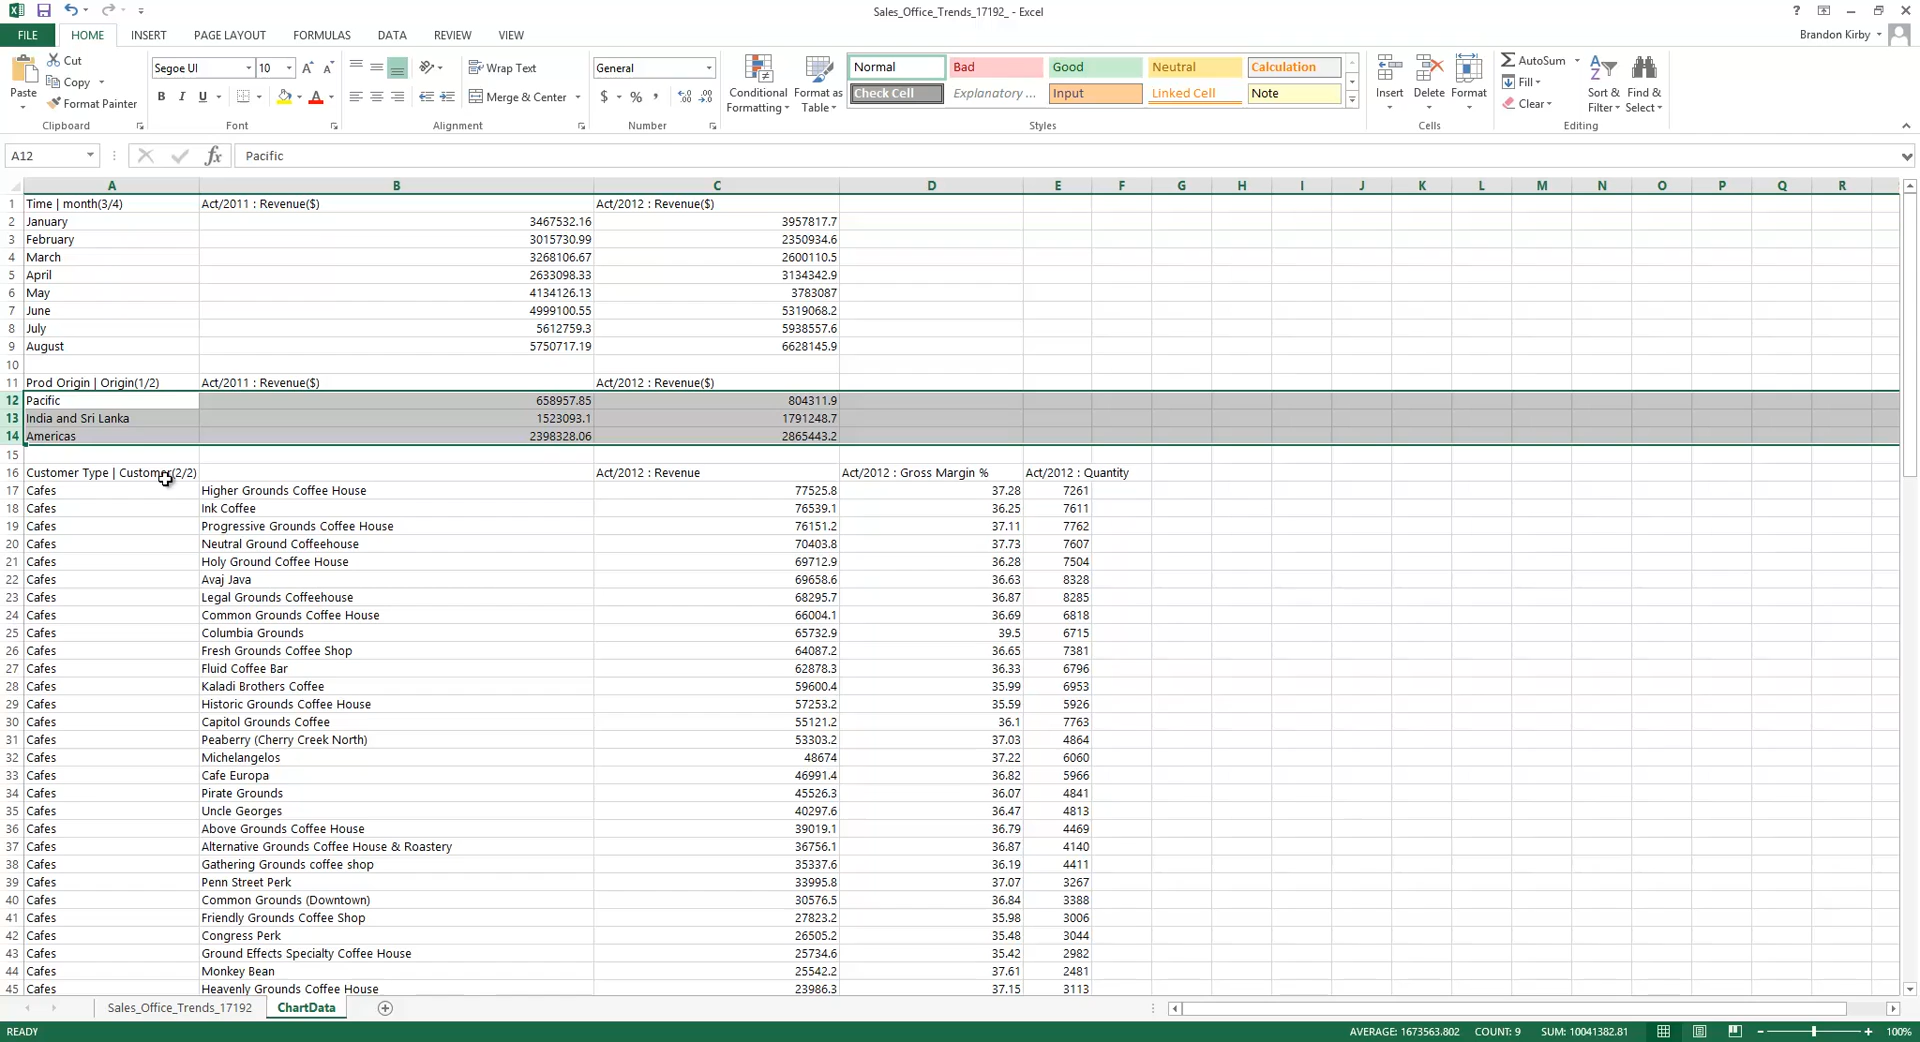 Sales_Office_Trends_17192_ - Excel
FILE HOME INSERT PAGE LAYOUT FORMULAS DATA REVIEW VIEW Brandon Kirby
Paste Cut Copy Format Painter Clipboard
Segoe UI 10 B I U Font
Wrap Text Merge & Center Alignment
General $ % Number
Conditional Formatting Format as Table
Normal Bad Good Neutral Calculation
Check Cell Explanatory ... Input Linked Cell Note
Styles
Insert Delete Format Cells
AutoSum Fill Clear Sort & Filter Find & Select Editing
A12 fx Pacific
A B C D E F G H I J K L M N O P Q R
1 Time | month(3/4) Act/2011 : Revenue($) Act/2012 : Revenue($)
2 January 3467532.16 3957817.7
3 February 3015730.99 2350934.6
4 March 3268106.67 2600110.5
5 April 2633098.33 3134342.9
6 May 4134126.13 3783087
7 June 4999100.55 5319068.2
8 July 5612759.3 5938557.6
9 August 5750717.19 6628145.9
10
11 Prod Origin | Origin(1/2) Act/2011 : Revenue($) Act/2012 : Revenue($)
12 Pacific 658957.85 804311.9
13 India and Sri Lanka 1523093.1 1791248.7
14 Americas 2398328.06 2865443.2
15
16 Customer Type | Customer(2/2) Act/2012 : Revenue Act/2012 : Gross Margin % Act/2012 : Quantity
17 Cafes Higher Grounds Coffee House 77525.8 37.28 7261
18 Cafes Ink Coffee 76539.1 36.25 7611
19 Cafes Progressive Grounds Coffee House 76151.2 37.11 7762
20 Cafes Neutral Ground Coffeehouse 70403.8 37.73 7607
21 Cafes Holy Ground Coffee House 69712.9 36.28 7504
22 Cafes Avaj Java 69658.6 36.63 8328
23 Cafes Legal Grounds Coffeehouse 68295.7 36.87 8285
24 Cafes Common Grounds Coffee House 66004.1 36.69 6818
25 Cafes Columbia Grounds 65732.9 39.5 6715
26 Cafes Fresh Grounds Coffee Shop 64087.2 36.65 7381
27 Cafes Fluid Coffee Bar 62878.3 36.33 6796
28 Cafes Kaladi Brothers Coffee 59600.4 35.99 6953
29 Cafes Historic Grounds Coffee House 57253.2 35.59 5926
30 Cafes Capitol Grounds Coffee 55121.2 36.1 7763
31 Cafes Peaberry (Cherry Creek North) 53303.2 37.03 4864
32 Cafes Michelangelos 48674 37.22 6060
33 Cafes Cafe Europa 46991.4 36.82 5966
34 Cafes Pirate Grounds 45526.3 36.07 4841
35 Cafes Uncle Georges 40297.6 36.47 4813
36 Cafes Above Grounds Coffee House 39019.1 36.79 4469
37 Cafes Alternative Grounds Coffee House & Roastery 36756.1 36.87 4140
38 Cafes Gathering Grounds coffee shop 35337.6 36.19 4411
39 Cafes Penn Street Perk 33995.8 37.07 3267
40 Cafes Common Grounds (Downtown) 30576.5 36.84 3388
41 Cafes Friendly Grounds Coffee Shop 27823.2 35.98 3006
42 Cafes Congress Perk 26505.2 35.48 3044
43 Cafes Ground Effects Specialty Coffee House 25734.6 35.42 2982
44 Cafes Monkey Bean 25542.2 37.61 2481
45 Cafes Heavenly Grounds Coffee House 23986.3 37.15 3113
Sales_Office_Trends_17192 ChartData
READY AVERAGE: 1673563.802 COUNT: 9 SUM: 10041382.81 100%